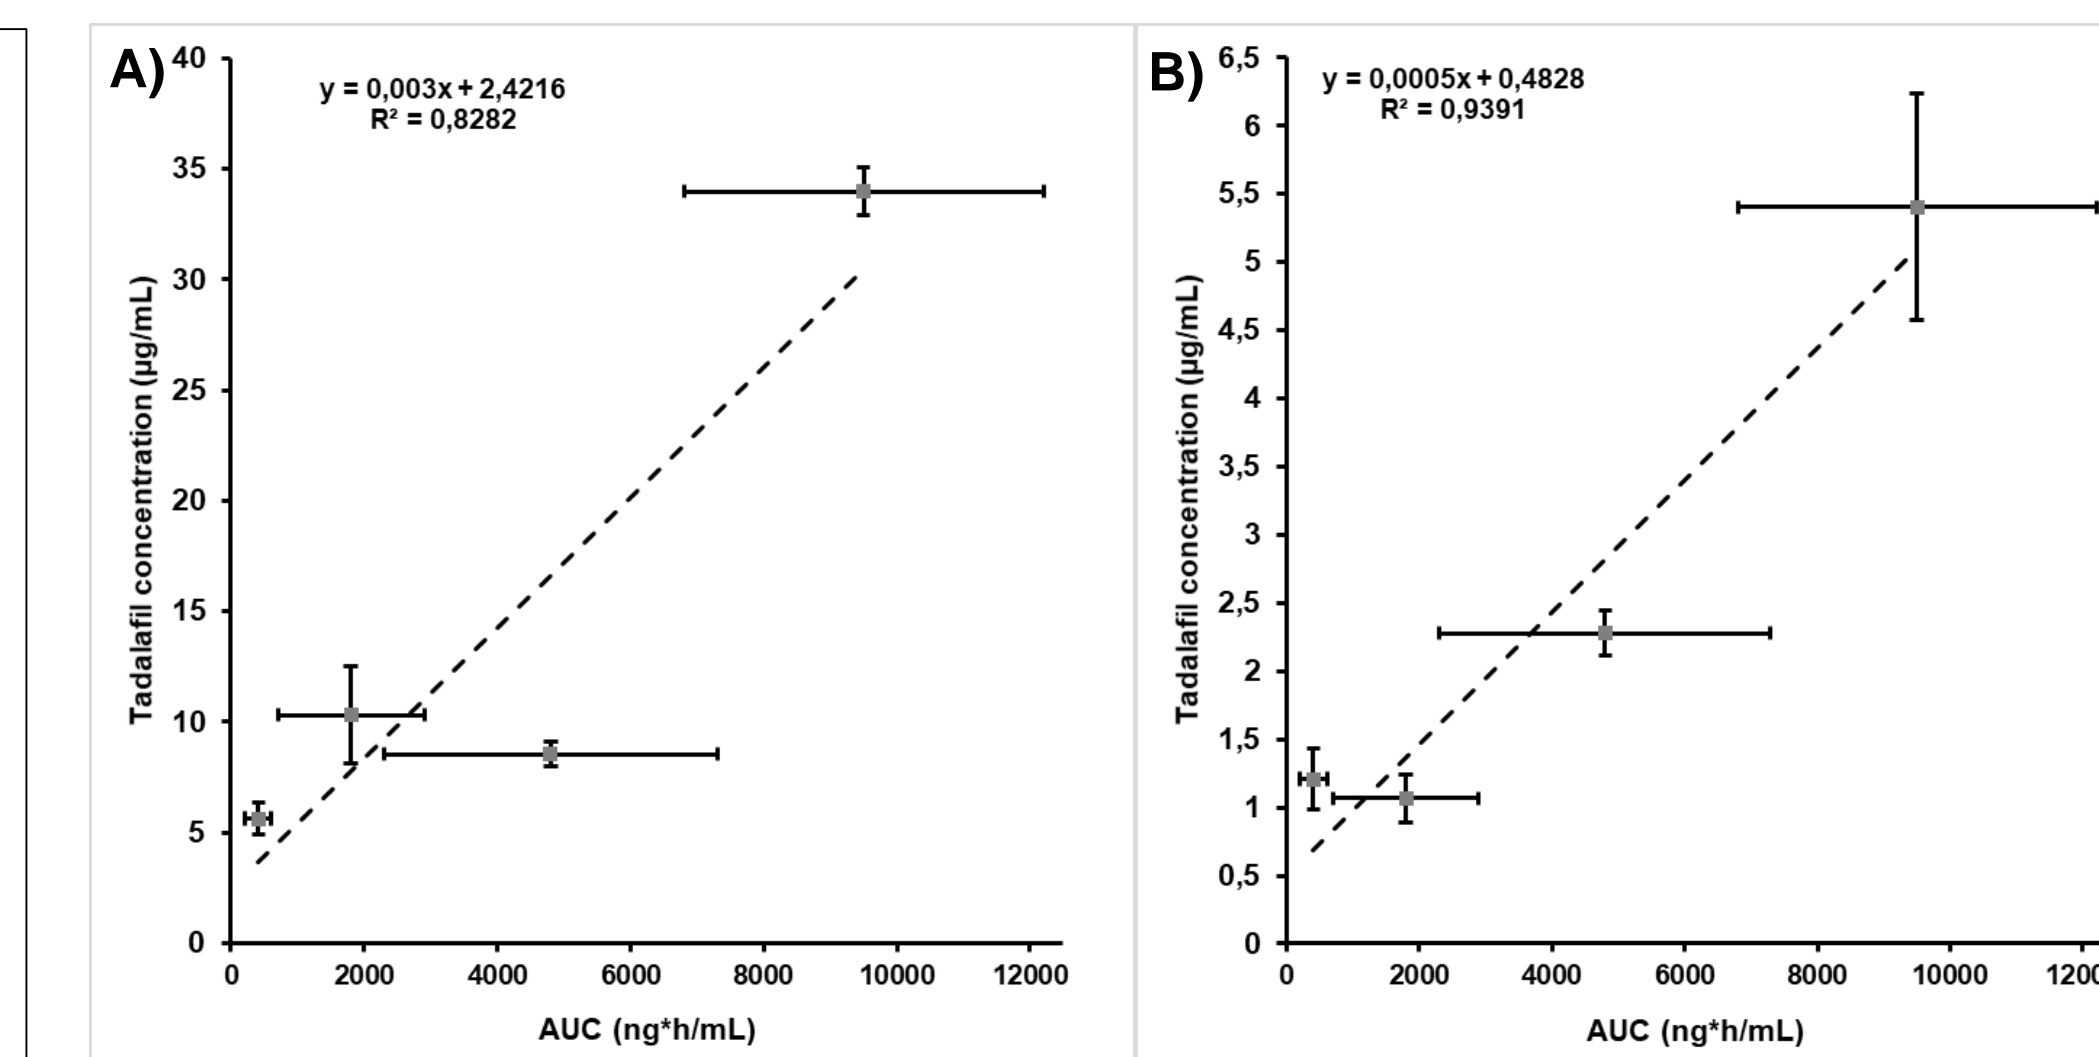 A)
y = 0,003x + 2,4216
R² = 0,8282
40
35
30
25
20
15
10
5
0
Tadalafil concentration (µg/mL)
0 2000 4000 6000 8000 10000 12000
AUC (ng*h/mL)
B)
y = 0,0005x + 0,4828
R² = 0,9391
6,5
6
5,5
5
4,5
4
3,5
3
2,5
2
1,5
1
0,5
0
Tadalafil concentration (µg/mL)
0 2000 4000 6000 8000 10000
AUC (ng*h/mL)